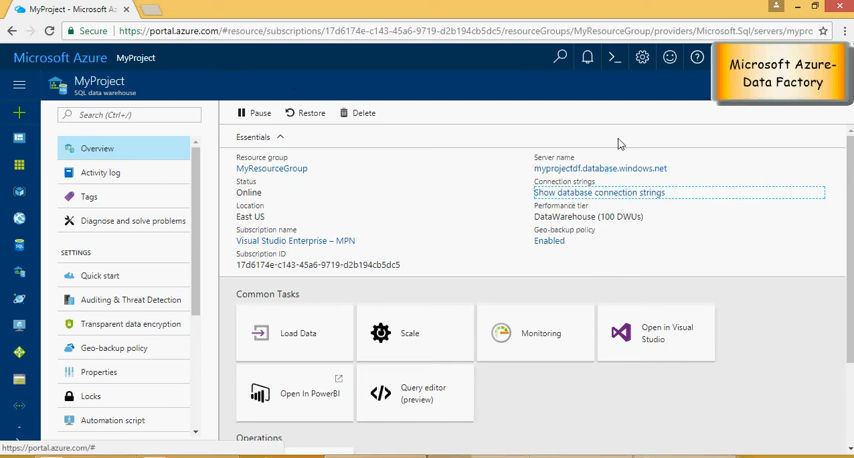 MyProject - Microsoft Az
Secure
https://portal.azure.com/#resource/subscriptions/17d6174e-c143-45a6-9719-d2b194cb5dc5/resourceGroups/MyResourceGroup/providers/Microsoft.Sql/servers/mypro
Microsoft Azure
MyProject
Microsoft Azure-
Data Factory
MyProject
SQL data warehouse
Search (Ctrl+/)
Overview
Activity log
Tags
Diagnose and solve problems
SETTINGS
Quick start
Auditing & Threat Detection
Transparent data encryption
Geo-backup policy
Properties
Locks
Automation script
Pause
Restore
Delete
Essentials
Resource group
MyResourceGroup
Status
Online
Location
East US
Subscription name
Visual Studio Enterprise – MPN
Subscription ID
17d6174e-c143-45a6-9719-d2b194cb5dc5
Server name
myprojectdf.database.windows.net
Connection strings
Show database connection strings
Performance tier
DataWarehouse (100 DWUs)
Geo-backup policy
Enabled
Common Tasks
Load Data
Scale
Monitoring
Open in Visual
Studio
Open In PowerBI
Query editor
(preview)
Operations
https://portal.azure.com/#